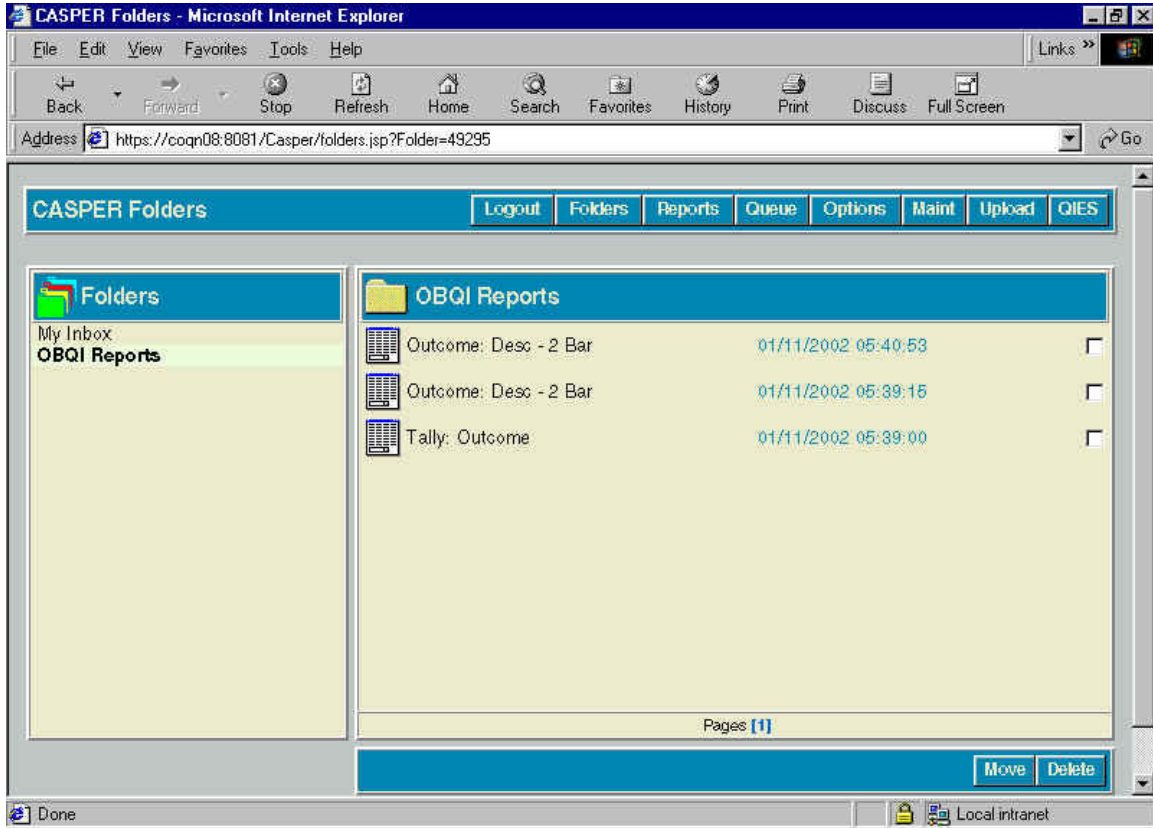 CASPER Folders - Microsoft Internet Explorer
File Edit View Favorites Tools Help Links »
Back Forward Stop Refresh Home Search Favorites History Print Discuss Full Screen
Address https://coqn08:8081/Casper/folders.jsp?Folder=49295 Go
CASPER Folders Logout Folders Reports Queue Options Maint Upload QIES
Folders
My Inbox
OBQI Reports
OBQI Reports
Outcome: Desc - 2 Bar 01/11/2002 05:40:53
Outcome: Desc - 2 Bar 01/11/2002 05:39:15
Tally: Outcome 01/11/2002 05:39:00
Pages [1]
Move Delete
Done Local intranet